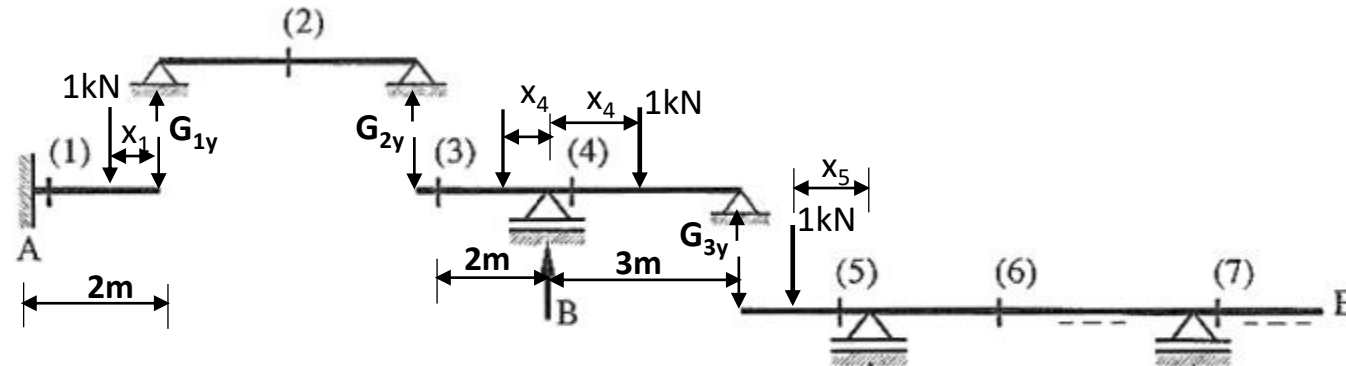 (2)
1kN
x1
G1y
G2y
x4
x4
1kN
(1)
(3)
(4)
x5
A
G3y
1kN
2m
3m
(5)
(6)
(7)
2m
B
E